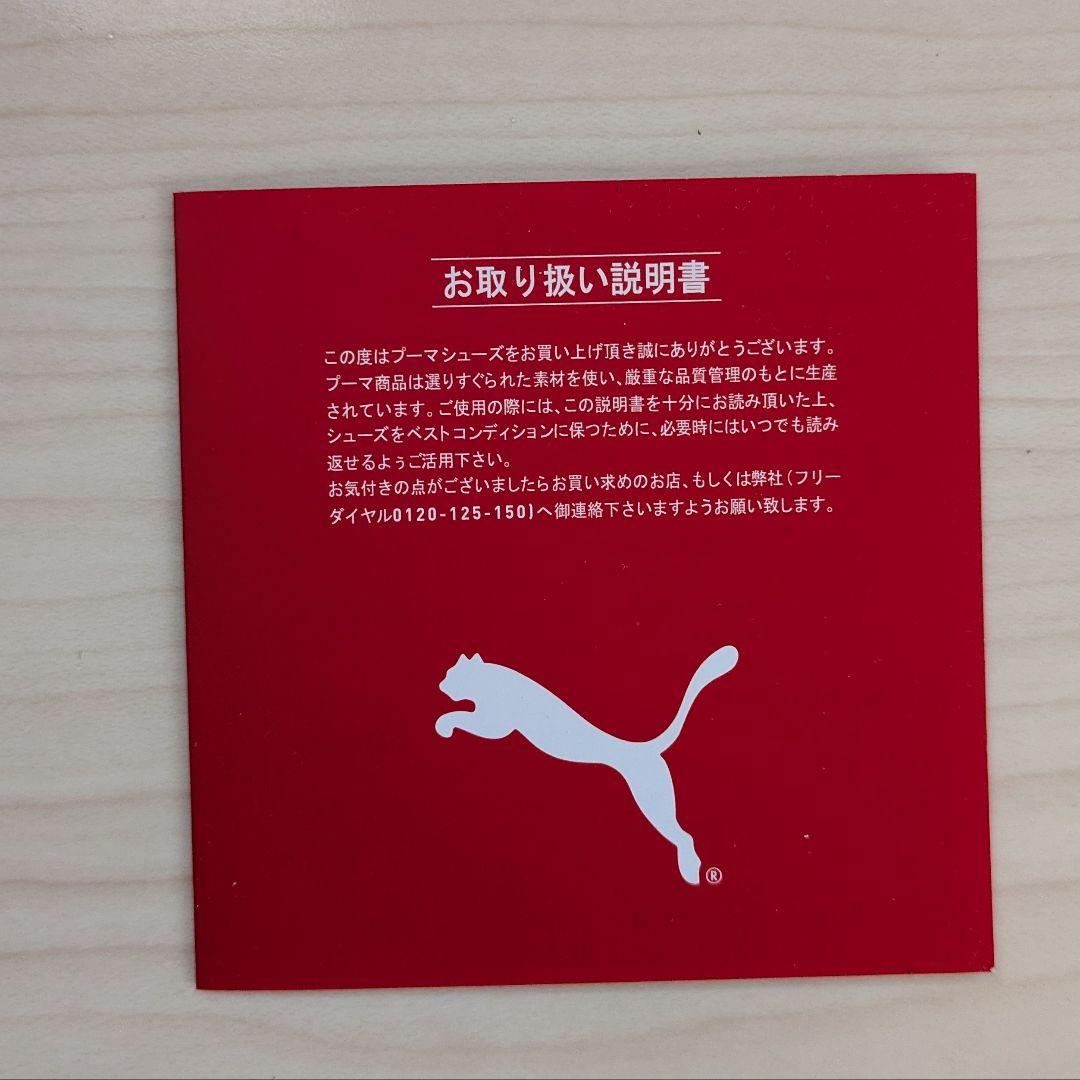 お取り扱い説明書
この度はプーマシューズをお買い上げ頂き誠にありがとうございます。
プーマ商品は選りすぐられた素材を使い、厳重な品質管理のもとに生産
されています。ご使用の際には、この説明書を十分にお読み頂いた上、
シューズをベストコンディションに保つために、必要時にはいつでも読み
返せるよぅご活用下さい。
お気付きの点がございましたらお買い求めのお店、もしくは弊社(フリー
ダイヤル0120-125-150)へ御連絡下さいますようお願い致します。
®